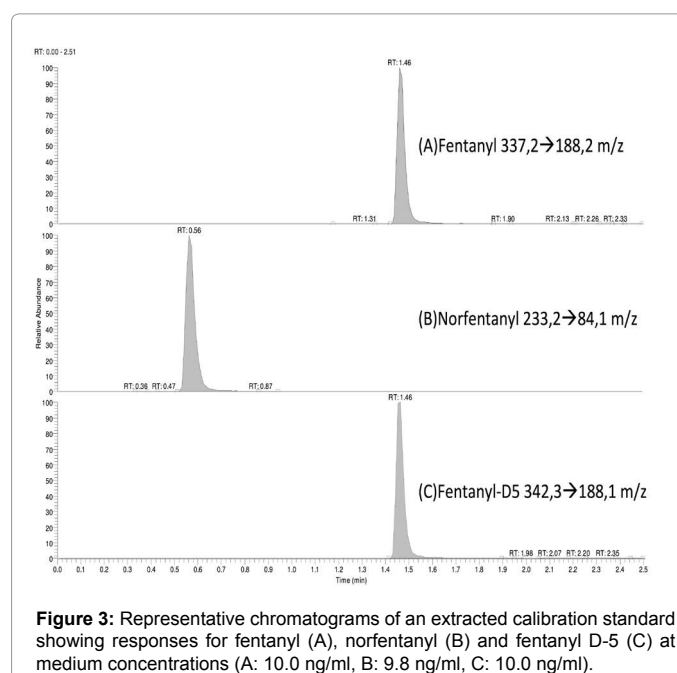 RT: 0.00 - 2.51
RT: 1.46
100
90
80
70
60
50
40
30
20
10
0
(A)Fentanyl 337,2→188,2 m/z
RT: 1.31 RT: 1.90 RT: 2.13 RT: 2.26 RT: 2.33
RT: 0.56
100
90
80
70
60
50
40
30
20
10
0
Relative Abundance
(B)Norfentanyl 233,2→84,1 m/z
RT: 0.36 RT: 0.47 RT: 0.87
RT: 1.46
100
90
80
70
60
50
40
30
20
10
0
(C)Fentanyl-D5 342,3→188,1 m/z
RT: 1.98 RT: 2.07 RT: 2.20 RT: 2.35
0.0 0.1 0.2 0.3 0.4 0.5 0.6 0.7 0.8 0.9 1.0 1.1 1.2 1.3 1.4 1.5 1.6 1.7 1.8 1.9 2.0 2.1 2.2 2.3 2.4 2.5
Time (min)
Figure 3: Representative chromatograms of an extracted calibration standard
showing responses for fentanyl (A), norfentanyl (B) and fentanyl D-5 (C) at
medium concentrations (A: 10.0 ng/ml, B: 9.8 ng/ml, C: 10.0 ng/ml).